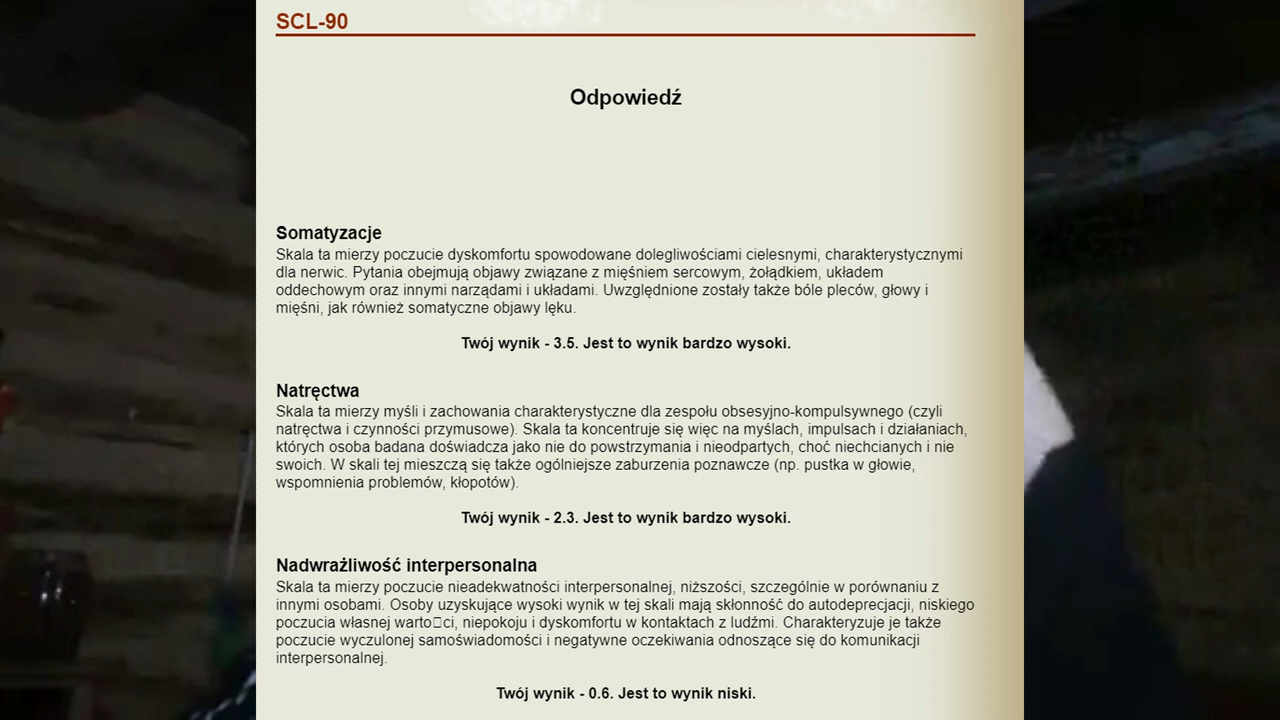 SCL-90
Odpowiedź
Somatyzacje
Skala ta mierzy poczucie dyskomfortu spowodowane dolegliwościami cielesnymi, charakterystycznymi
dla nerwic. Pytania obejmują objawy związane z mięśniem sercowym, żołądkiem, układem
oddechowym oraz innymi narządami i układami. Uwzględnione zostały także bóle pleców, głowy i
mięśni, jak również somatyczne objawy lęku.
Twój wynik - 3.5. Jest to wynik bardzo wysoki.
Natręctwa
Skala ta mierzy myśli i zachowania charakterystyczne dla zespołu obsesyjno-kompulsywnego (czyli
natręctwa i czynności przymusowe). Skala ta koncentruje się więc na myślach, impulsach i działaniach,
których osoba badana doświadcza jako nie do powstrzymania i nieodpartych, choć niechcianych i nie
swoich. W skali tej mieszczą się także ogólniejsze zaburzenia poznawcze (np. pustka w głowie,
wspomnienia problemów, kłopotów).
Twój wynik - 2.3. Jest to wynik bardzo wysoki.
Nadwrażliwość interpersonalna
Skala ta mierzy poczucie nieadekwatności interpersonalnej, niższości, szczególnie w porównaniu z
innymi osobami. Osoby uzyskujące wysoki wynik w tej skali mają skłonność do autodeprecjacji, niskiego
poczucia własnej warto▯ci, niepokoju i dyskomfortu w kontaktach z ludźmi. Charakteryzuje je także
poczucie wyczulonej samoświadomości i negatywne oczekiwania odnoszące się do komunikacji
interpersonalnej.
Twój wynik - 0.6. Jest to wynik niski.